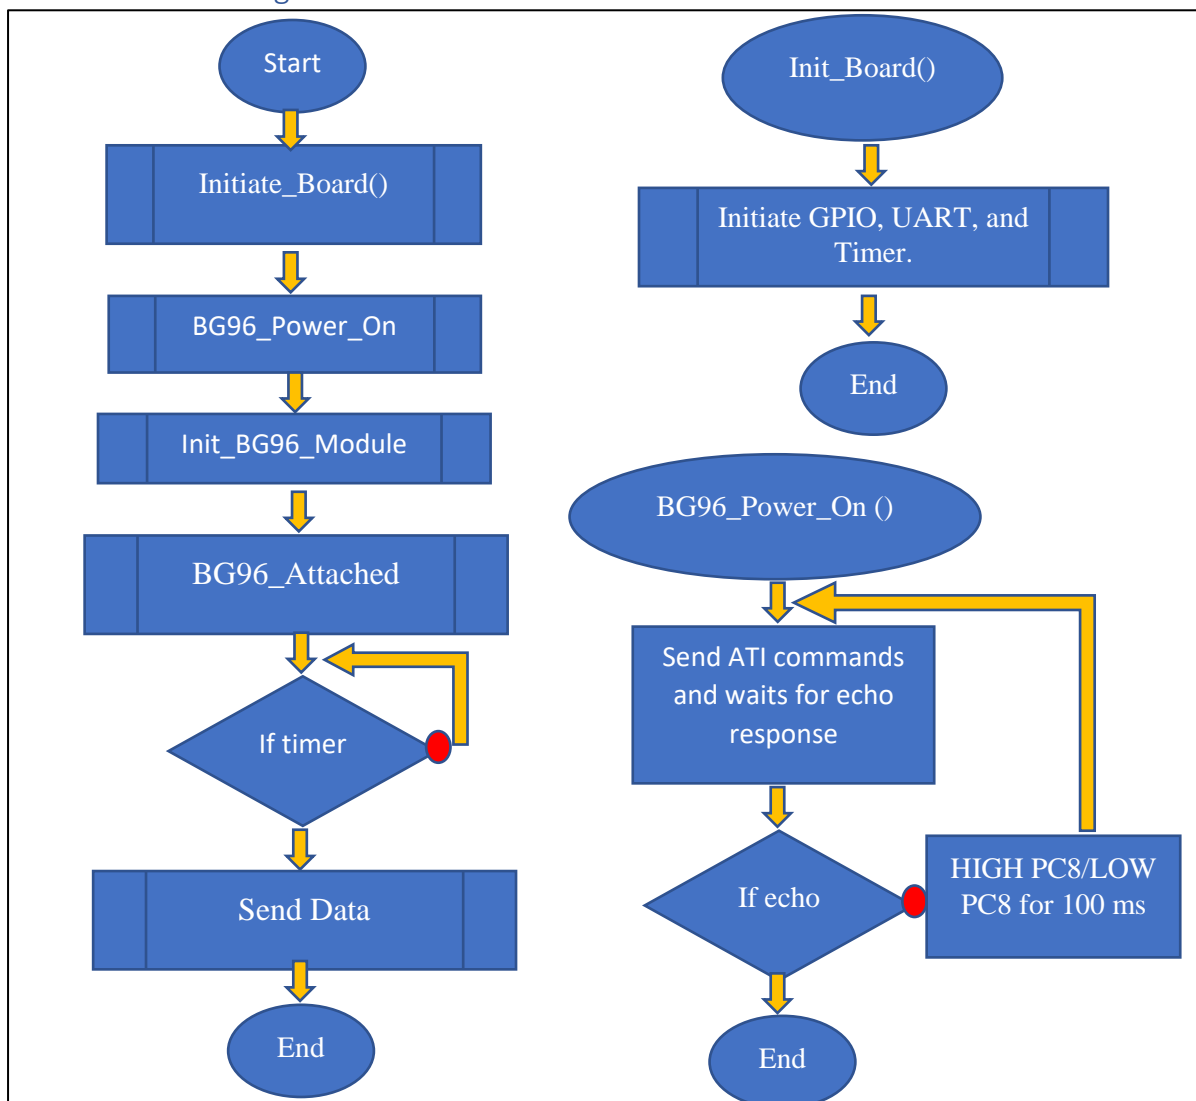 Start
Initiate_Board()
BG96_Power_On
Init_BG96_Module
BG96_Attached
If timer
Send Data
End
Init_Board()
Initiate GPIO, UART, and
Timer.
End
BG96_Power_On ()
Send ATI commands
and waits for echo
response
If echo
HIGH PC8/LOW
PC8 for 100 ms
End